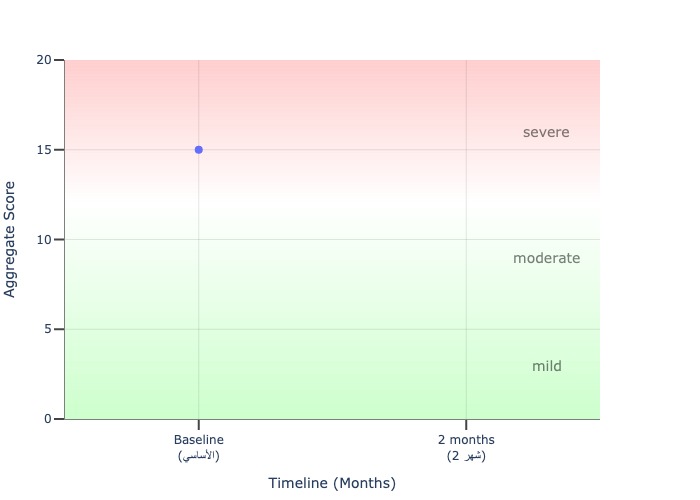 20
severe
15
Aggregate Score
10
moderate
5
mild
0
Baseline
(الأساسي)
2 months
(2 شهر)
Timeline (Months)